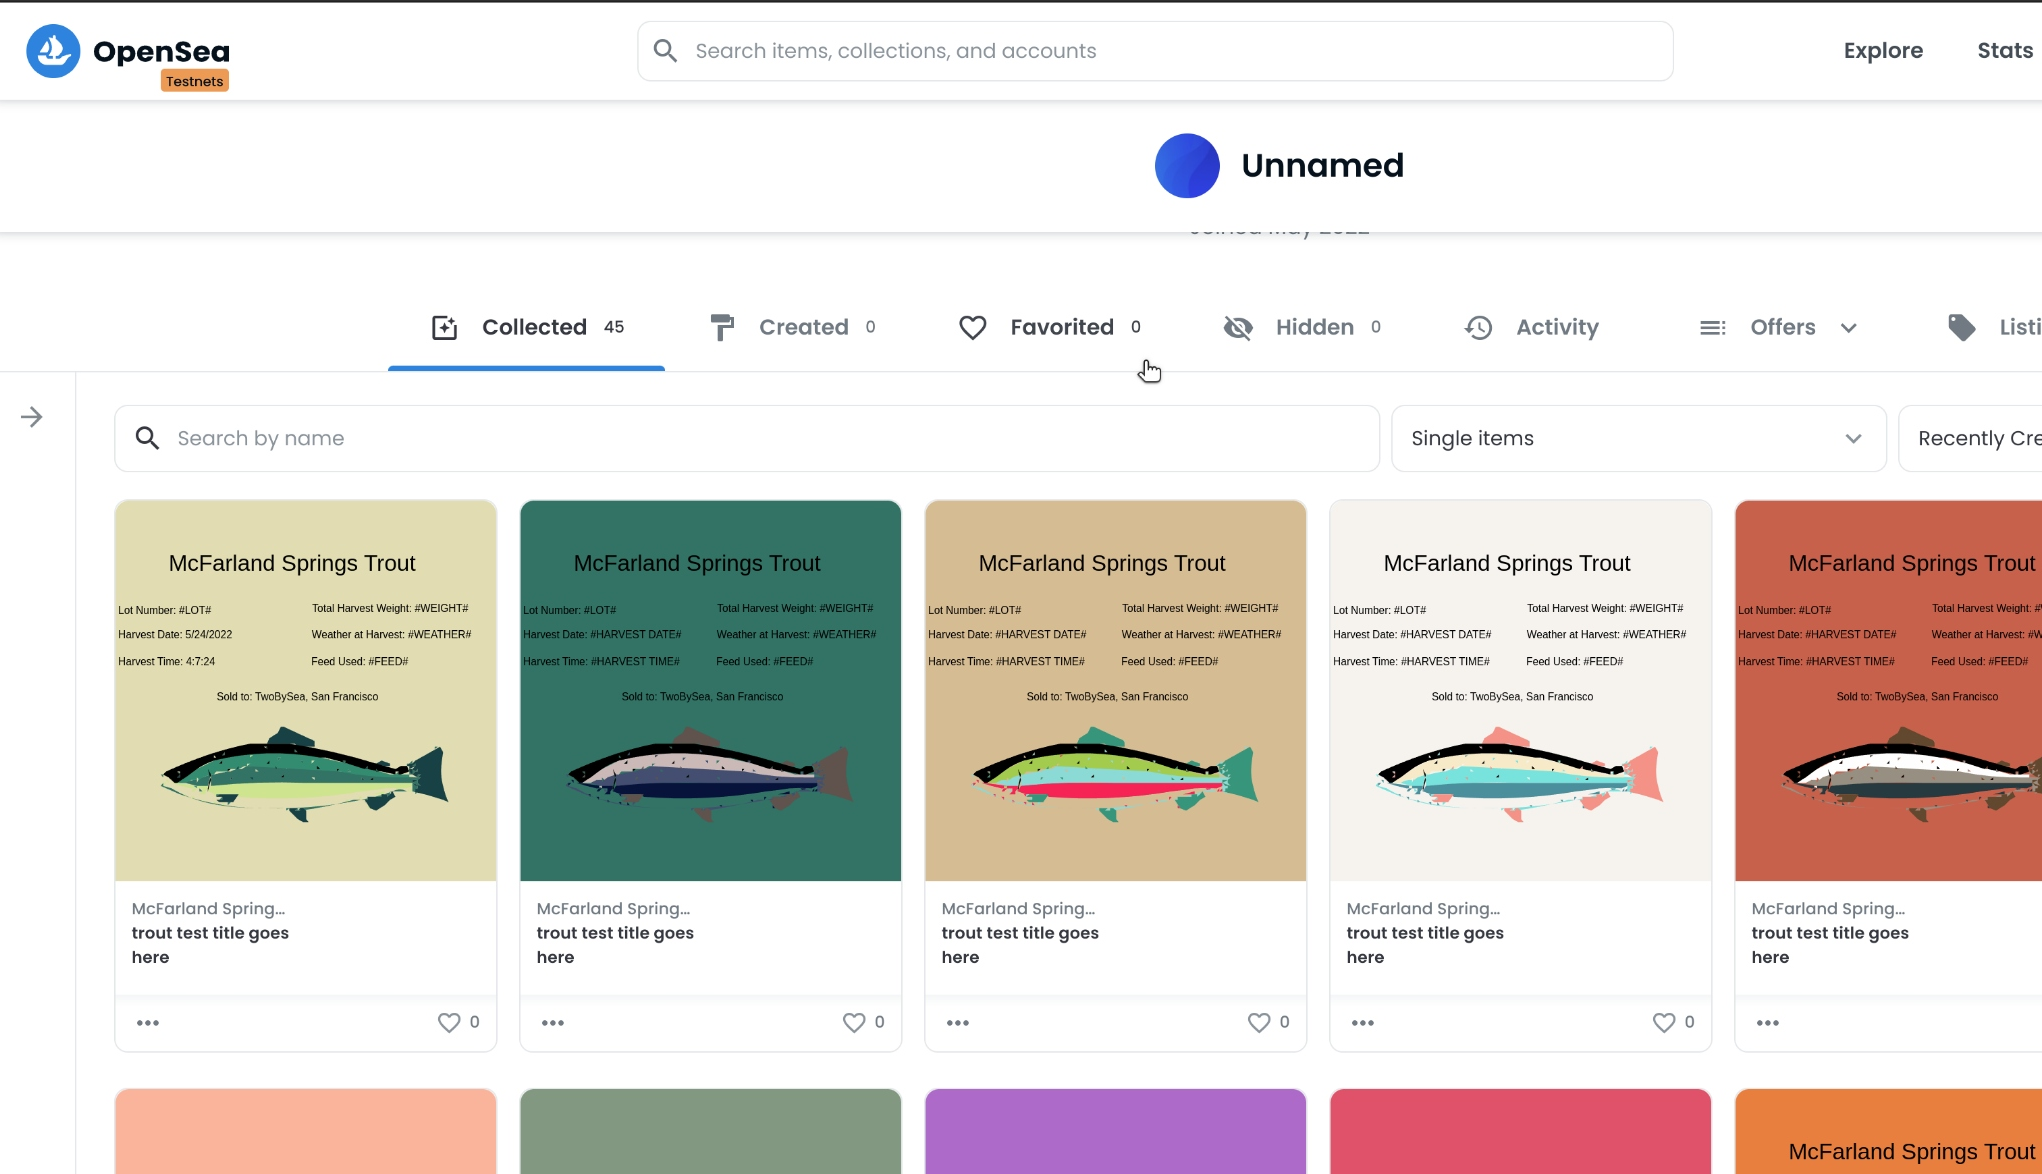 OpenSea
Testnets
Search items, collections, and accounts
Explore
Stats
Unnamed
Joined May 2022
Collected 45
Created 0
Favorited 0
Hidden 0
Activity
Offers
Listi
Search by name
Single items
Recently Cre
McFarland Springs Trout
Lot Number: #LOT#
Total Harvest Weight: #WEIGHT#
Harvest Date: 5/24/2022
Weather at Harvest: #WEATHER#
Harvest Time: 4:7:24
Feed Used: #FEED#
Sold to: TwoBySea, San Francisco
McFarland Spring...
trout test title goes
here
0
McFarland Springs Trout
Lot Number: #LOT#
Total Harvest Weight: #WEIGHT#
Harvest Date: #HARVEST DATE#
Weather at Harvest: #WEATHER#
Harvest Time: #HARVEST TIME#
Feed Used: #FEED#
Sold to: TwoBySea, San Francisco
McFarland Spring...
trout test title goes
here
0
McFarland Springs Trout
Lot Number: #LOT#
Total Harvest Weight: #WEIGHT#
Harvest Date: #HARVEST DATE#
Weather at Harvest: #WEATHER#
Harvest Time: #HARVEST TIME#
Feed Used: #FEED#
Sold to: TwoBySea, San Francisco
McFarland Spring...
trout test title goes
here
0
McFarland Springs Trout
Lot Number: #LOT#
Total Harvest Weight: #WEIGHT#
Harvest Date: #HARVEST DATE#
Weather at Harvest: #WEATHER#
Harvest Time: #HARVEST TIME#
Feed Used: #FEED#
Sold to: TwoBySea, San Francisco
McFarland Spring...
trout test title goes
here
0
McFarland Springs Trout
Lot Number: #LOT#
Total Harvest Weight: #W
Harvest Date: #HARVEST DATE#
Weather at Harvest: #W
Harvest Time: #HARVEST TIME#
Feed Used: #FEED#
Sold to: TwoBySea, San Francisco
McFarland Spring...
trout test title goes
here
McFarland Springs Trout